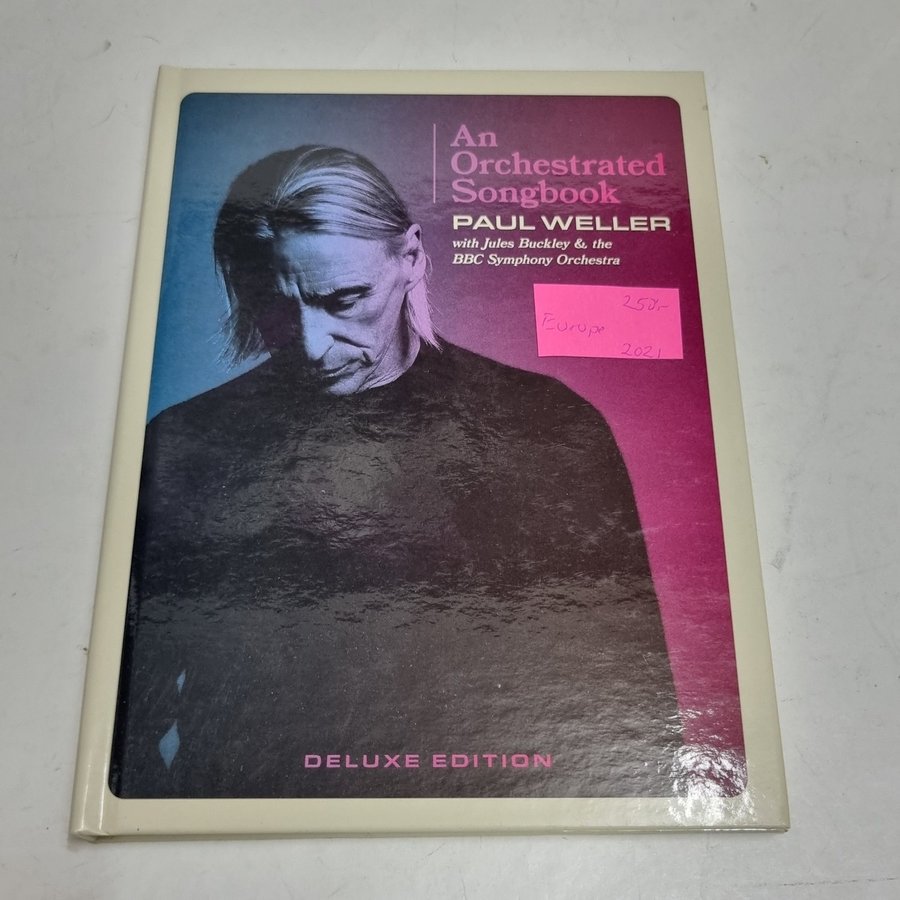 An
Orchestrated
Songbook
PAUL WELLER
with Jules Buckley & the
BBC Symphony Orchestra
250:-
Europe
2021
DELUXE EDITION